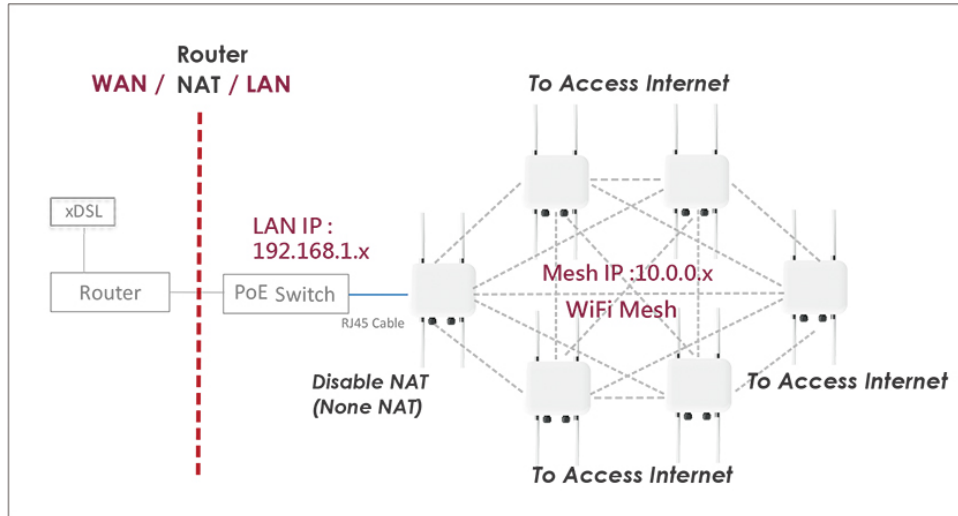 Router
WAN / NAT / LAN
To Access Internet
xDSL
LAN IP :
192.168.1.x
Router
PoE Switch
RJ45 Cable
Mesh IP :10.0.0.x
WiFi Mesh
Disable NAT
(None NAT)
To Access Internet
To Access Internet